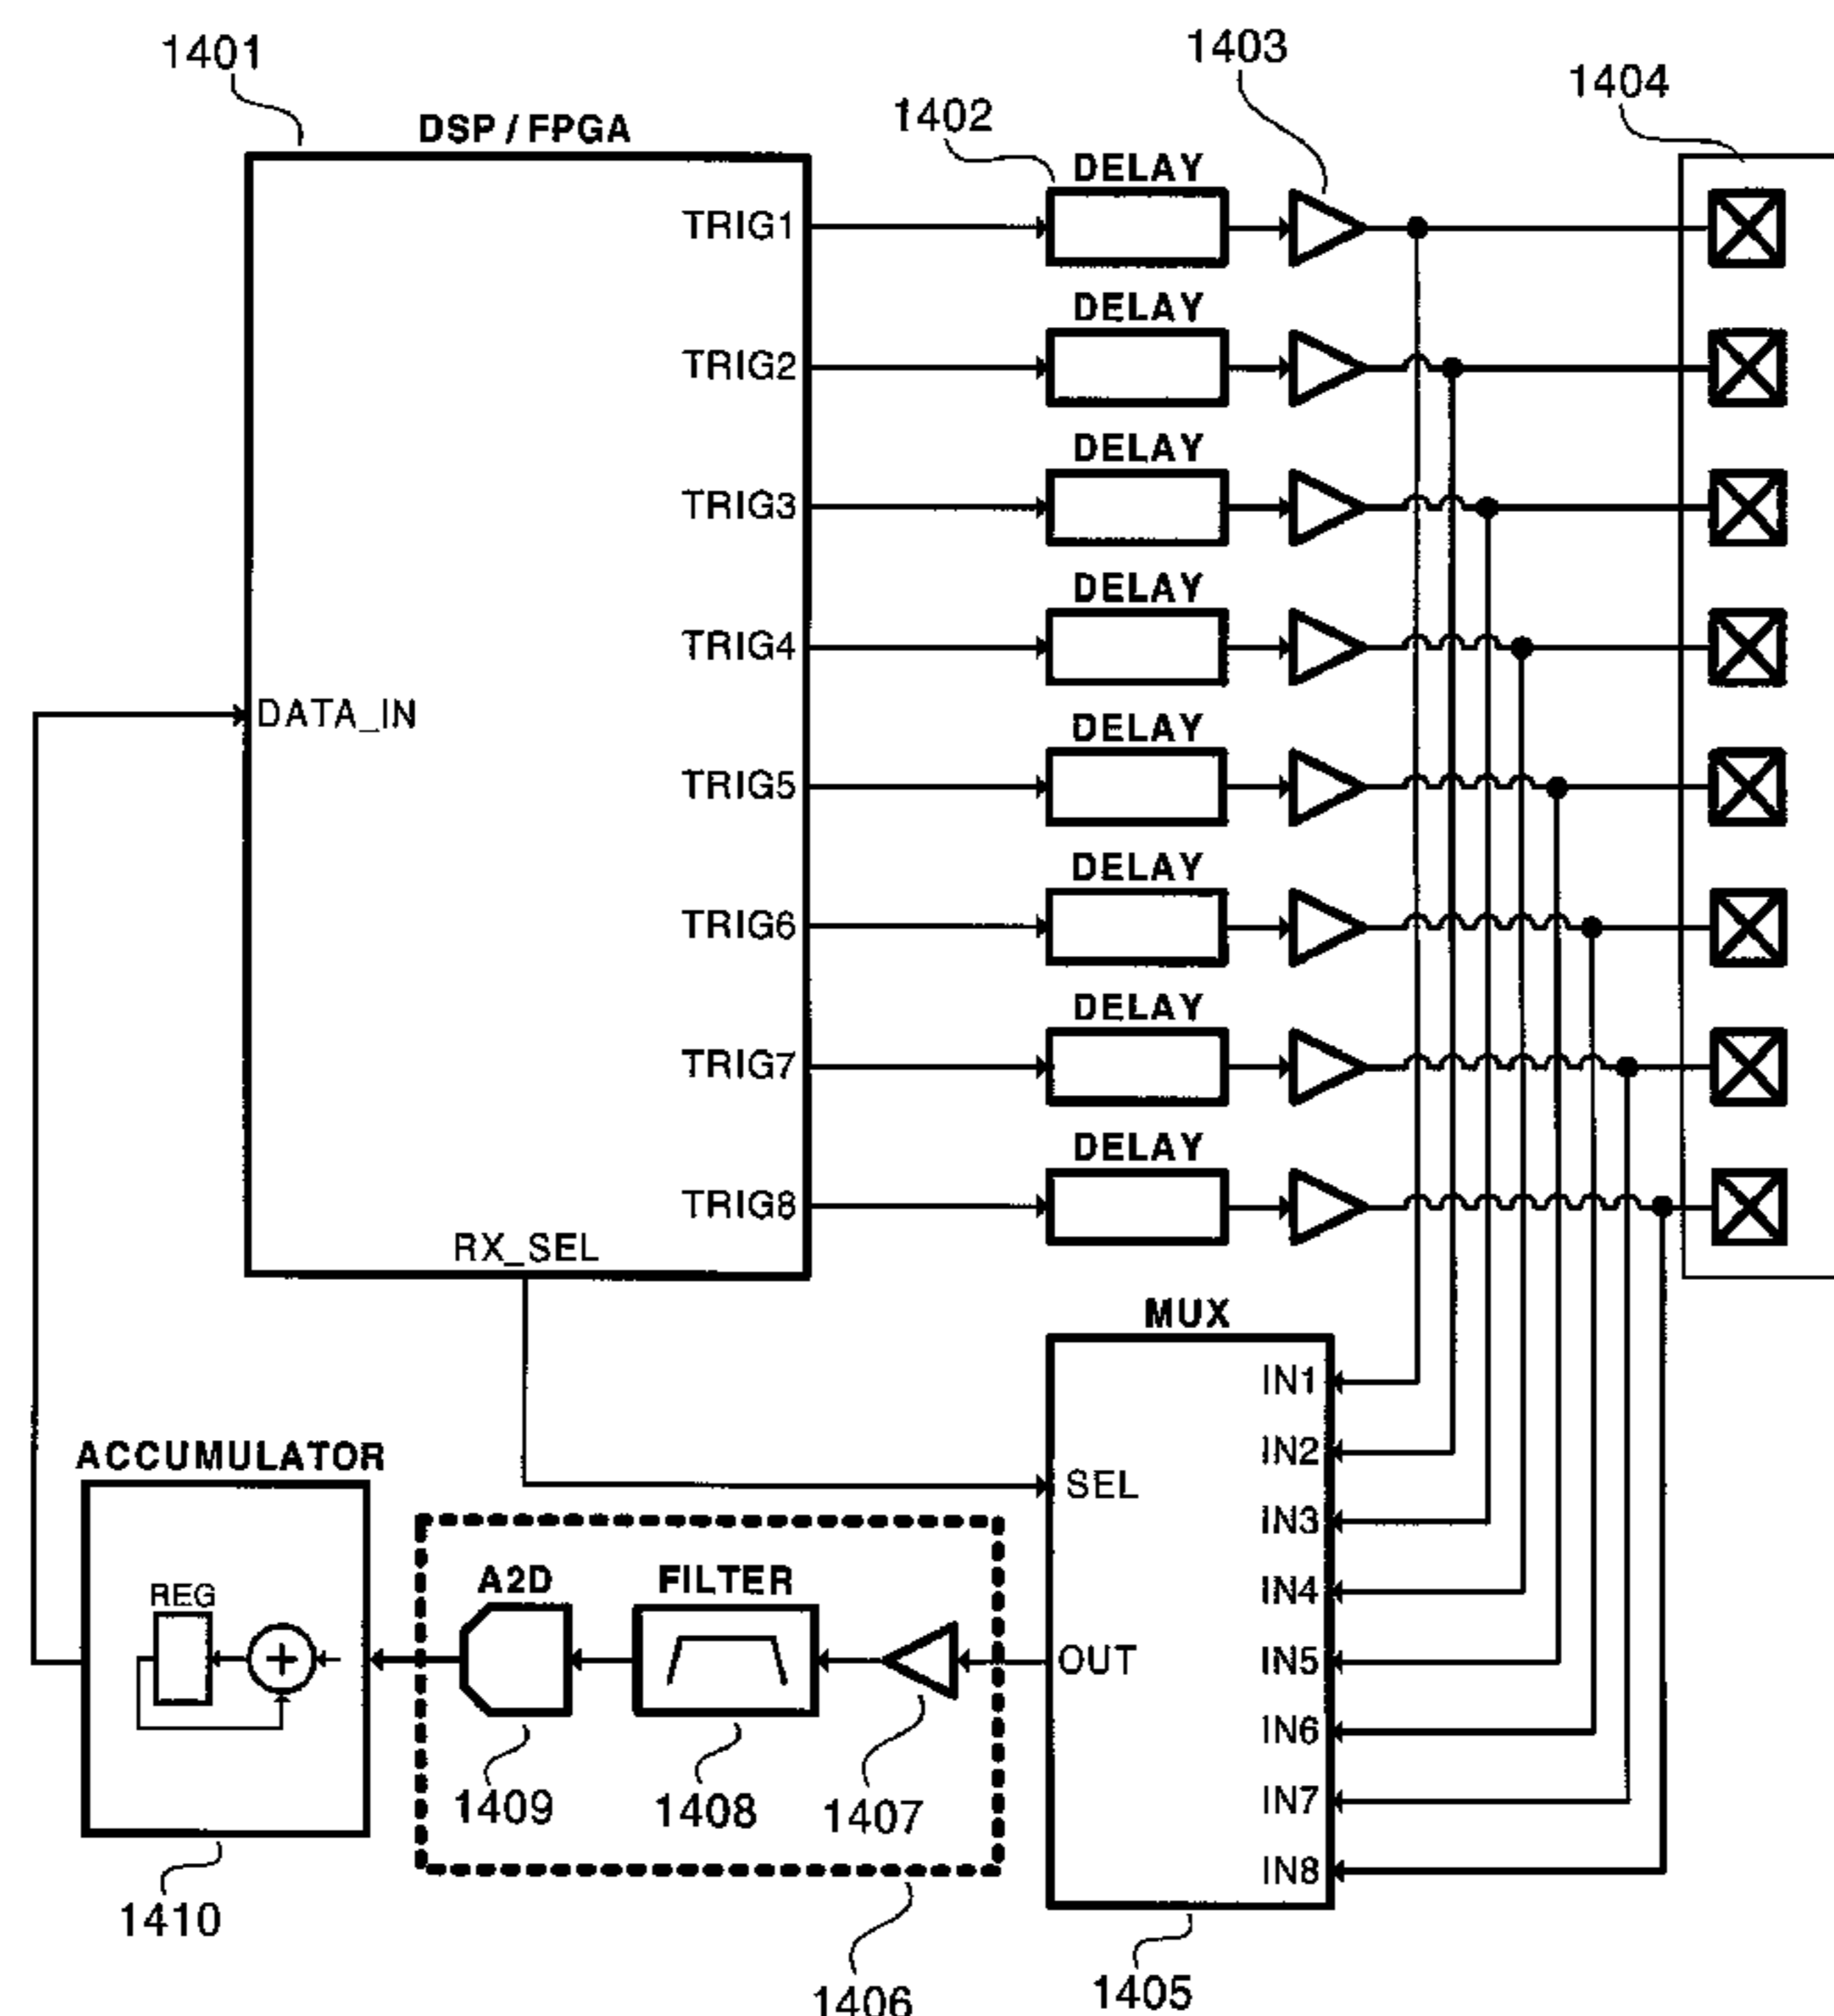 1401
1402
1403
1404
DSP / FPGA
DELAY
TRIG1
DELAY
TRIG2
DELAY
TRIG3
DELAY
TRIG4
DATA_IN
DELAY
TRIG5
DELAY
TRIG6
DELAY
TRIG7
DELAY
TRIG8
RX_SEL
MUX
IN1
IN2
SEL
IN3
IN4
OUT
IN5
IN6
IN7
IN8
ACCUMULATOR
REG
A2D
FILTER
1409
1408
1407
1410
1406
1405